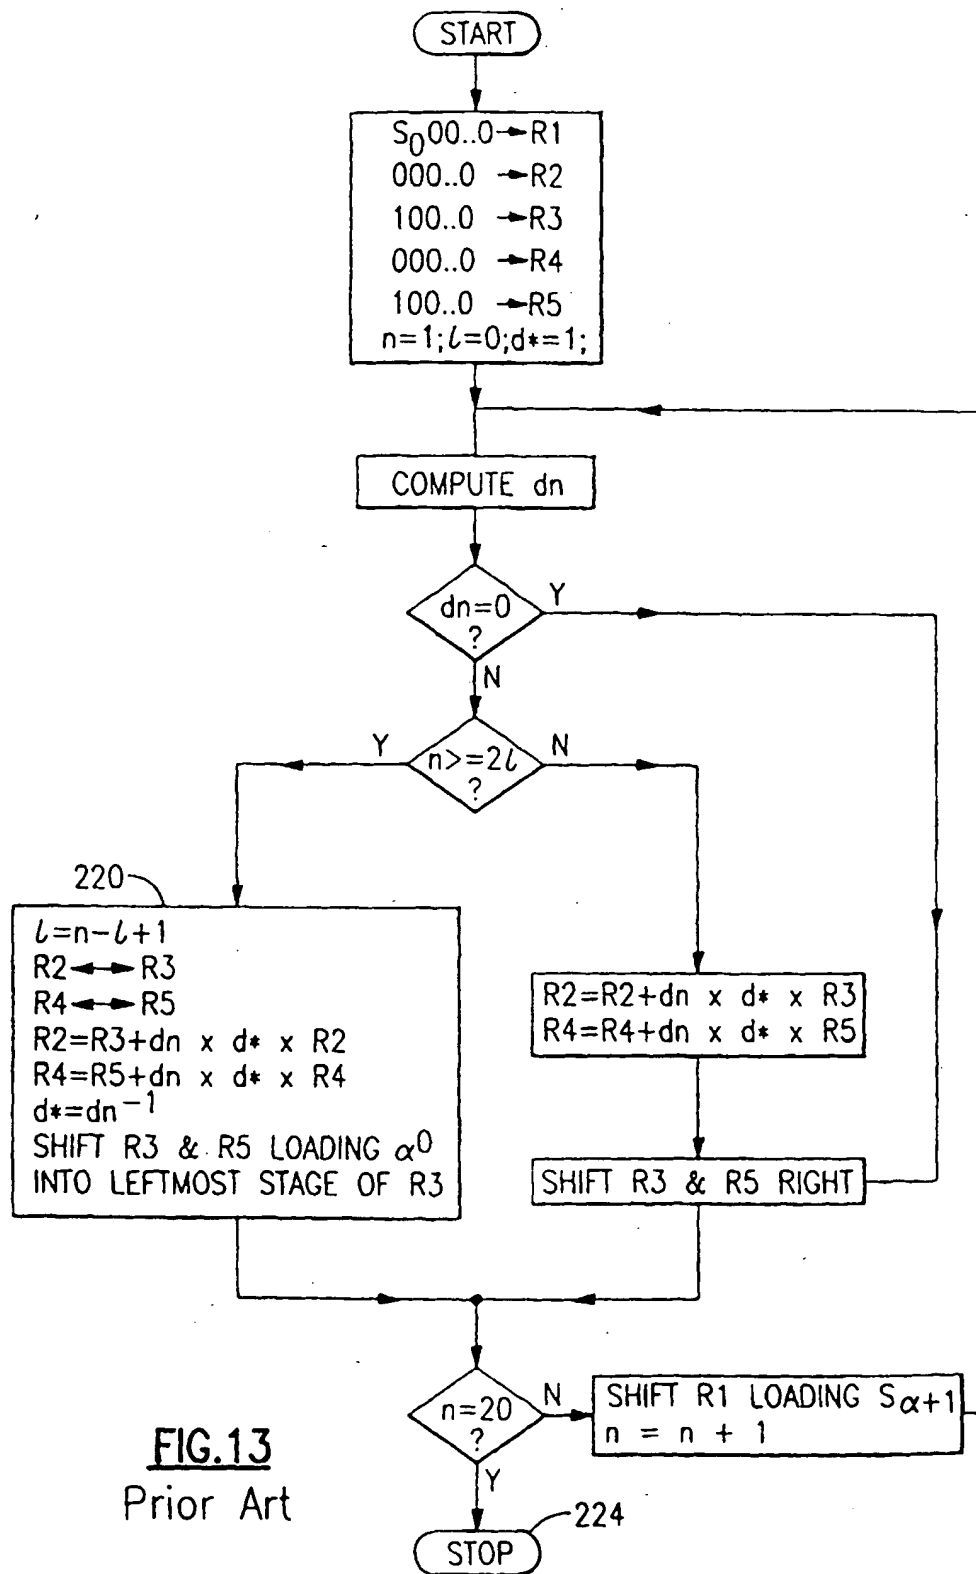 START
S₀00..0→R1
000..0 →R2
100..0 →R3
000..0 →R4
100..0 →R5
n=1;l=0;d*=1;
COMPUTE dn
dn=0
?
Y
N
n>=2l
?
Y
N
220
l=n-l+1
R2↔R3
R4↔R5
R2=R3+dn x d* x R2
R4=R5+dn x d* x R4
d*=dn⁻¹
SHIFT R3 & R5 LOADING α⁰
INTO LEFTMOST STAGE OF R3
R2=R2+dn x d* x R3
R4=R4+dn x d* x R5
SHIFT R3 & R5 RIGHT
n=20
?
N
Y
SHIFT R1 LOADING Sα+1
n = n + 1
FIG.13
Prior Art
224
STOP